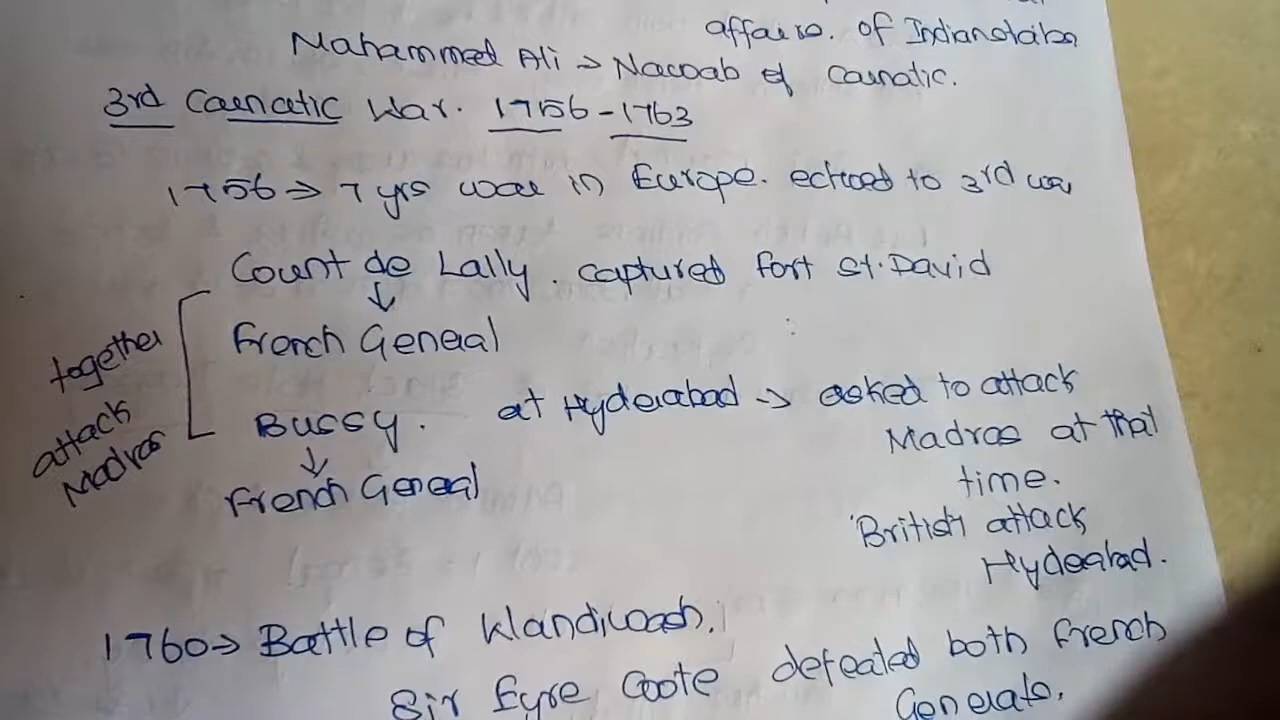 affairs. of Indian states
Mahammed Ali → Nawab of Carnatic.
3rd Carnatic War. 1756-1763
1756 ⇒ 7 yrs war in Europe. echoed to 3rd war
Count de Lally. captured fort St. David
↓
French General
together
attack
Madras
Bussy. at Hyderabad → asked to attack
Madras at that
time.
↓
French General
British attack
Hyderabad.
1760 → Battle of Wandiwash.
Sir Eyre Coote defeated both French
Generals.